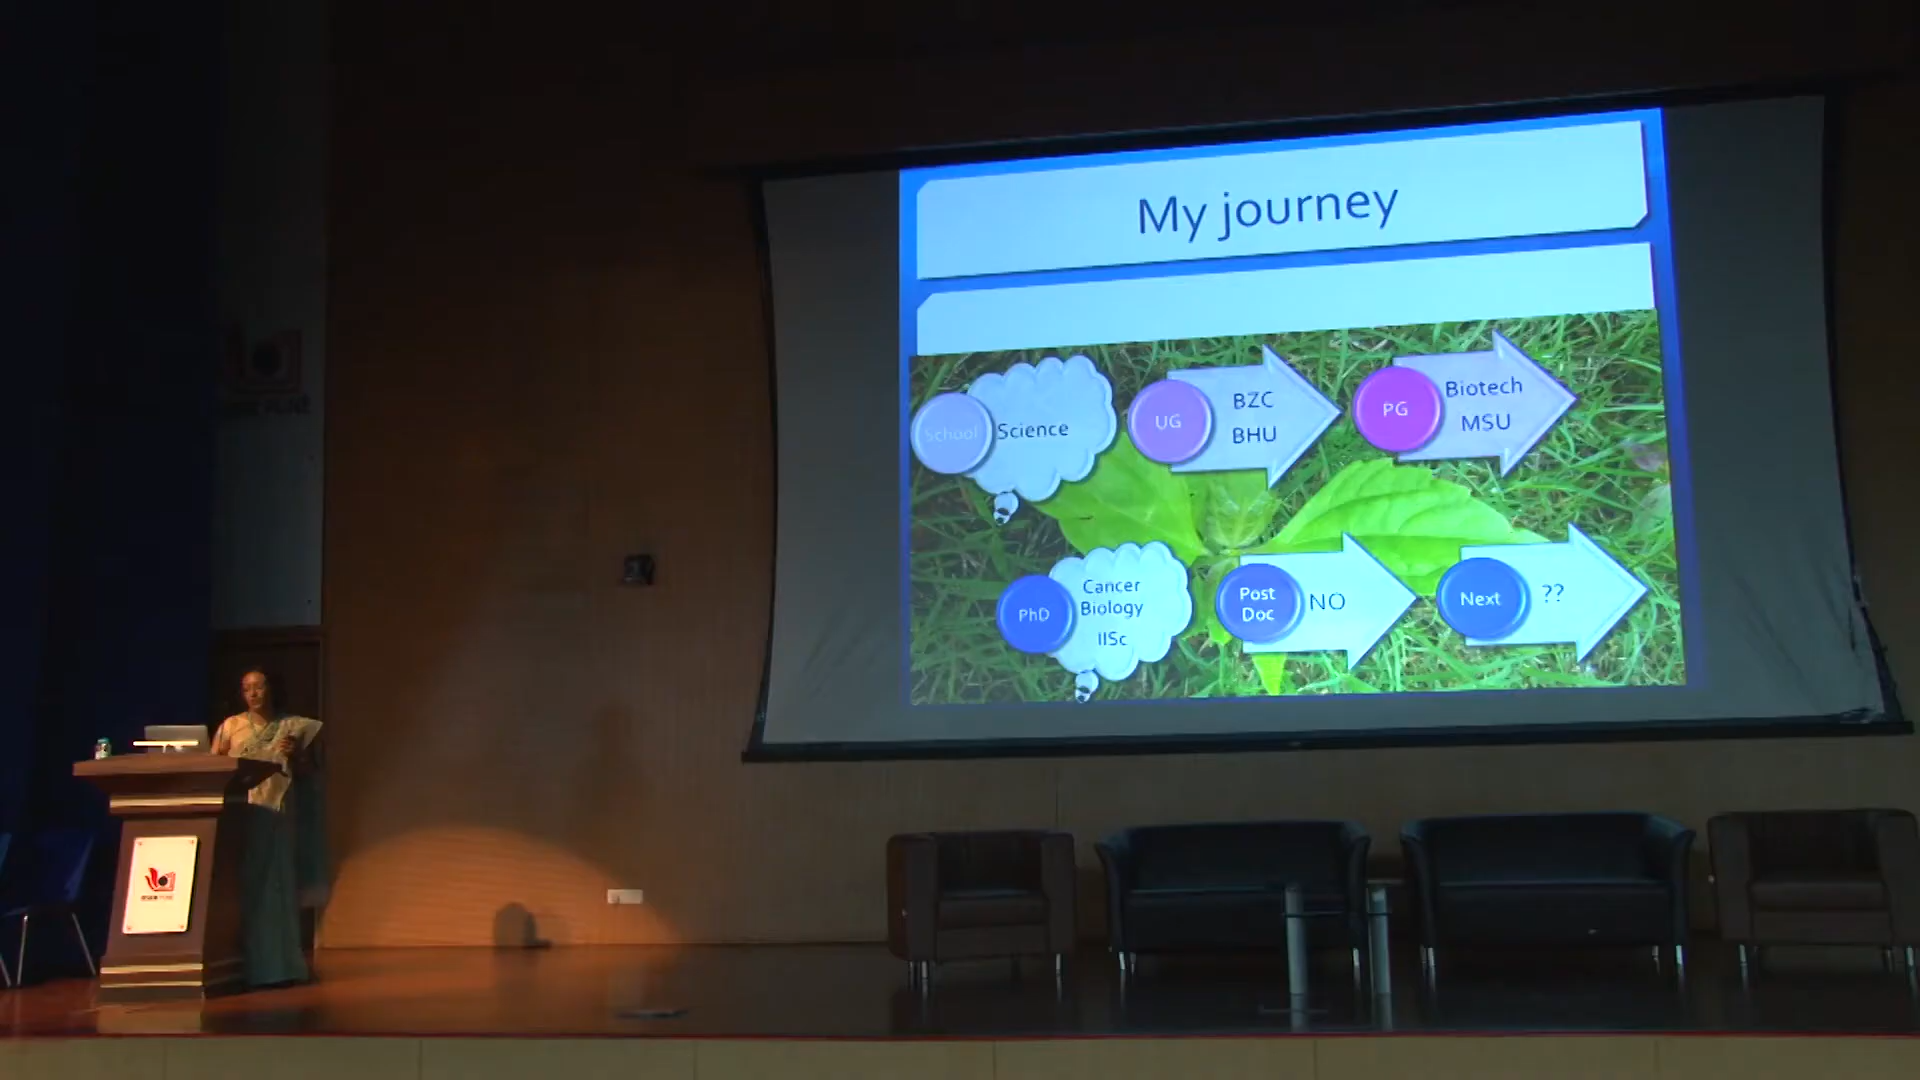 My journey
School
Science
UG
BZC
BHU
PG
Biotech
MSU
PhD
Cancer
Biology
IISc
Post
Doc
NO
Next
??